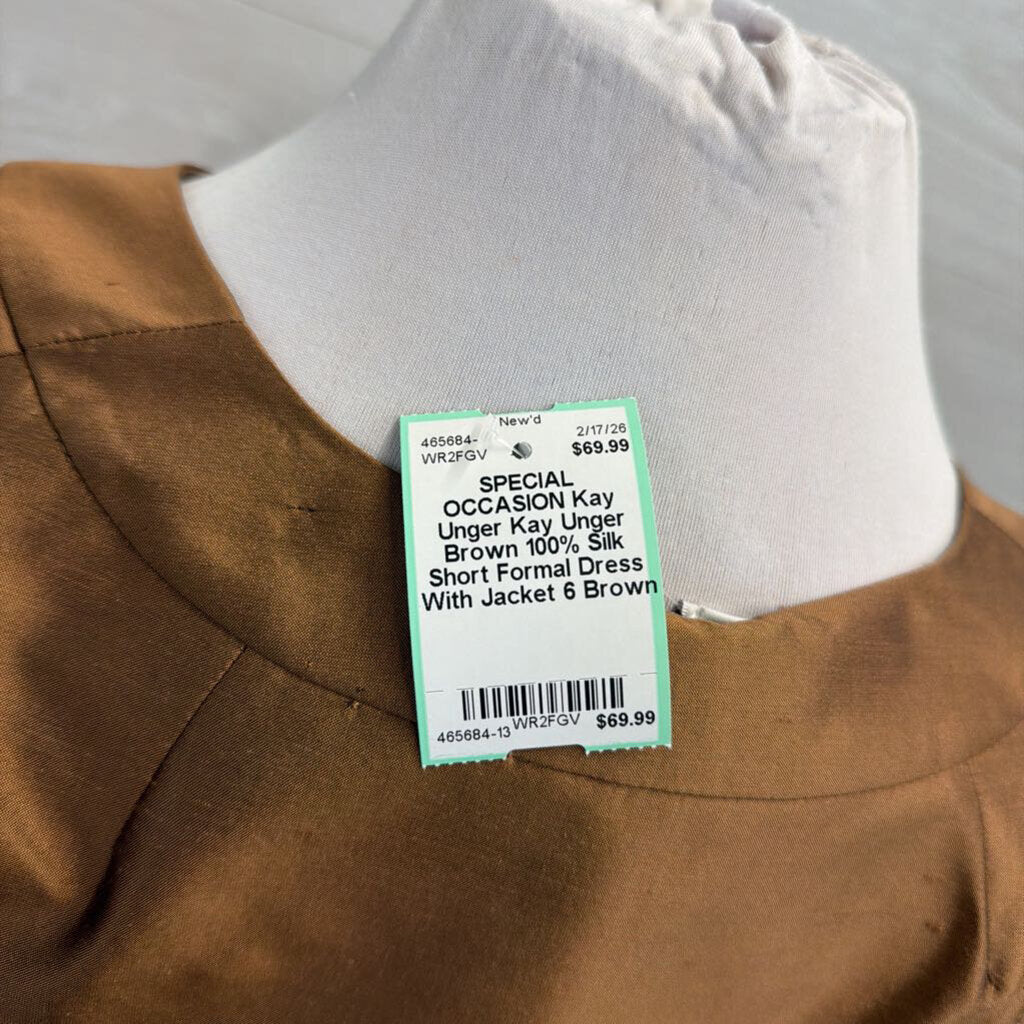 New'd
465684- 2/17/26
WR2FGV $69.99
SPECIAL
OCCASION Kay
Unger Kay Unger
Brown 100% Silk
Short Formal Dress
With Jacket 6 Brown
465684-13 WR2FGV $69.99